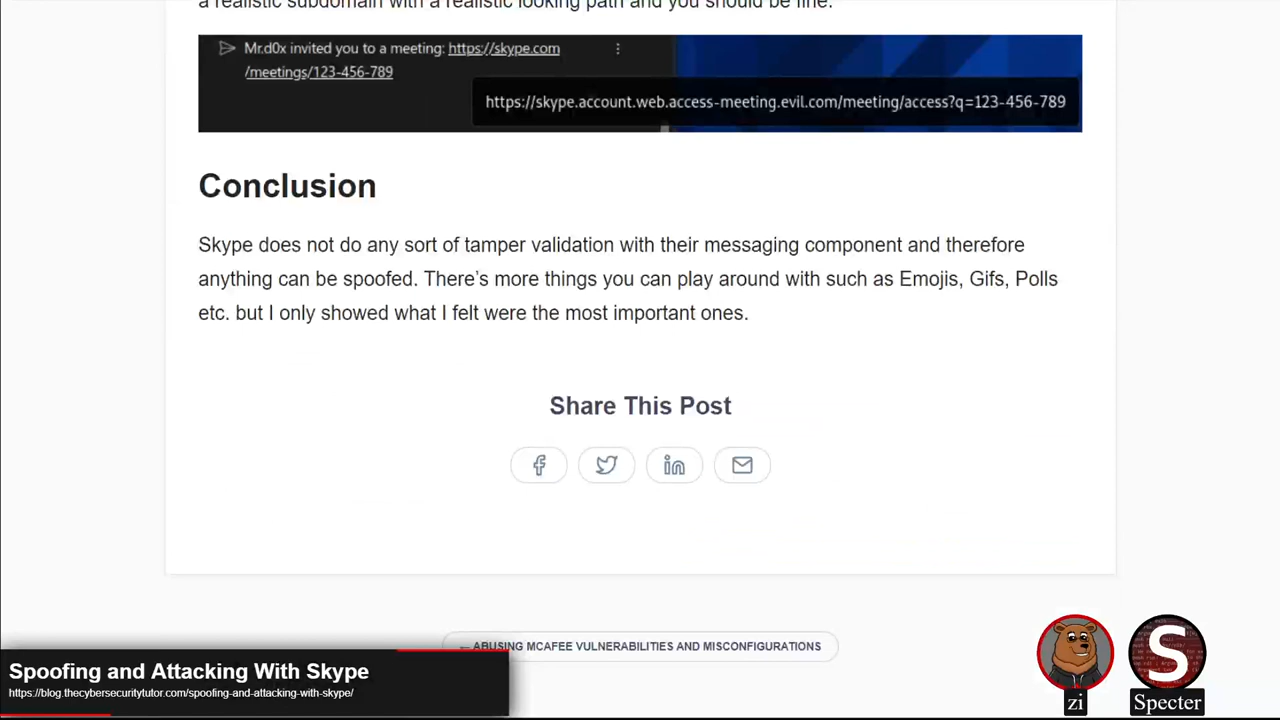 a realistic subdomain with a realistic looking path and you should be fine.
Mr.d0x invited you to a meeting: https://skype.com
/meetings/123-456-789
https://skype.account.web.access-meeting.evil.com/meeting/access?q=123-456-789
Conclusion
Skype does not do any sort of tamper validation with their messaging component and therefore
anything can be spoofed. There's more things you can play around with such as Emojis, Gifs, Polls
etc. but I only showed what I felt were the most important ones.
Share This Post
← ABUSING MCAFEE VULNERABILITIES AND MISCONFIGURATIONS
Spoofing and Attacking With Skype
https://blog.thecybersecuritytutor.com/spoofing-and-attacking-with-skype/
zi
S
Specter